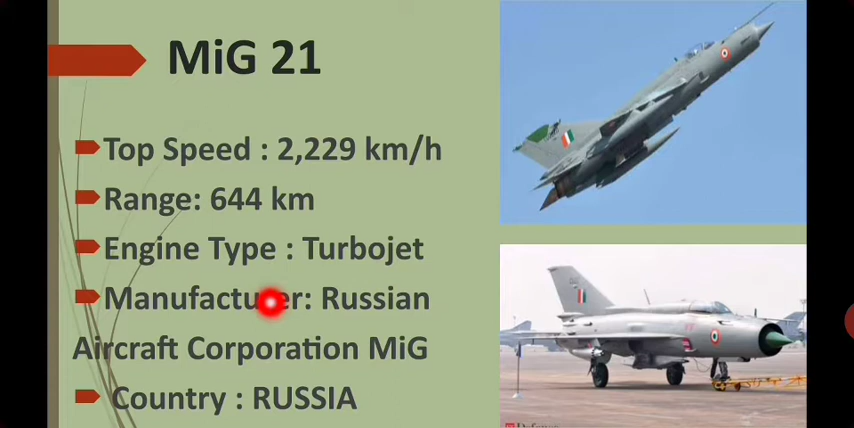 MiG 21
Top Speed : 2,229 km/h
Range: 644 km
Engine Type : Turbojet
Manufacturer: Russian
Aircraft Corporation MiG
Country : RUSSIA